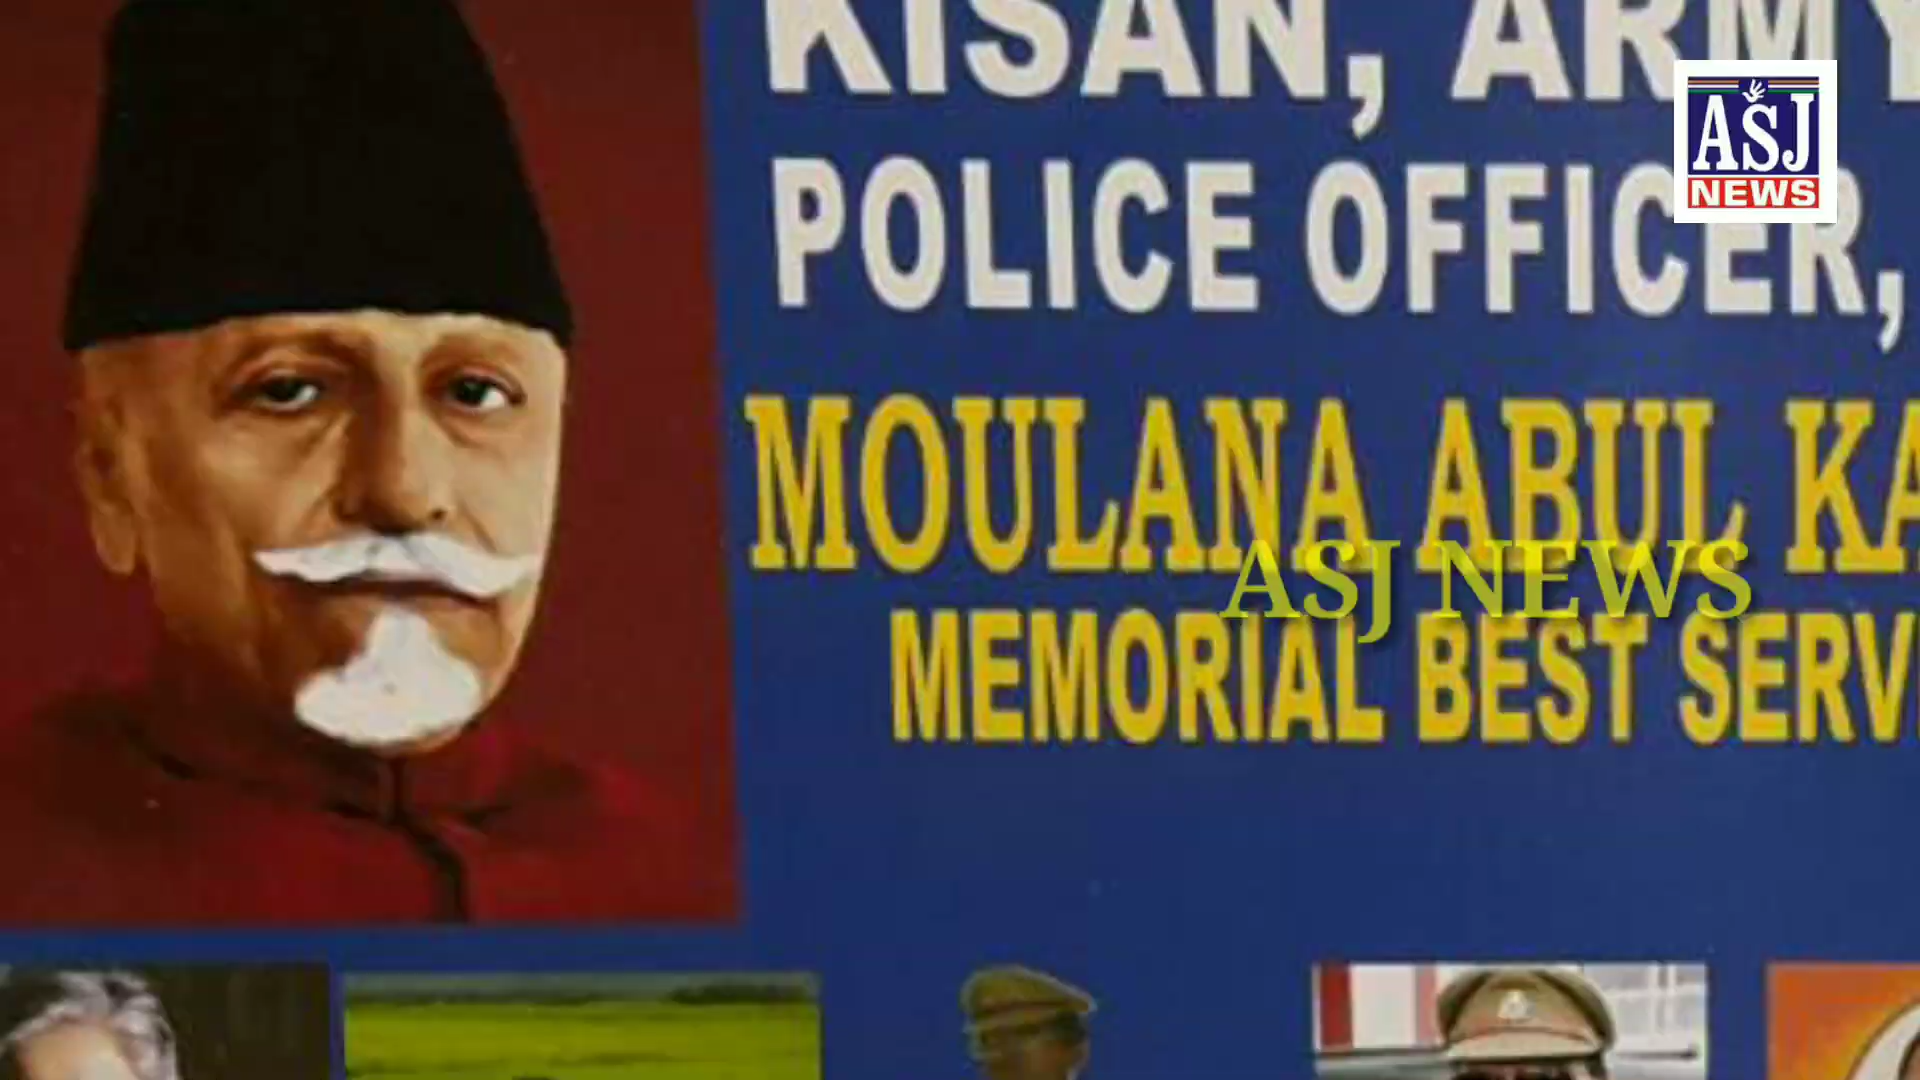 KISAN, ARMY
POLICE OFFICER,
MOULANA ABUL KA
MEMORIAL BEST SERV
ASJ
NEWS
ASJ NEWS